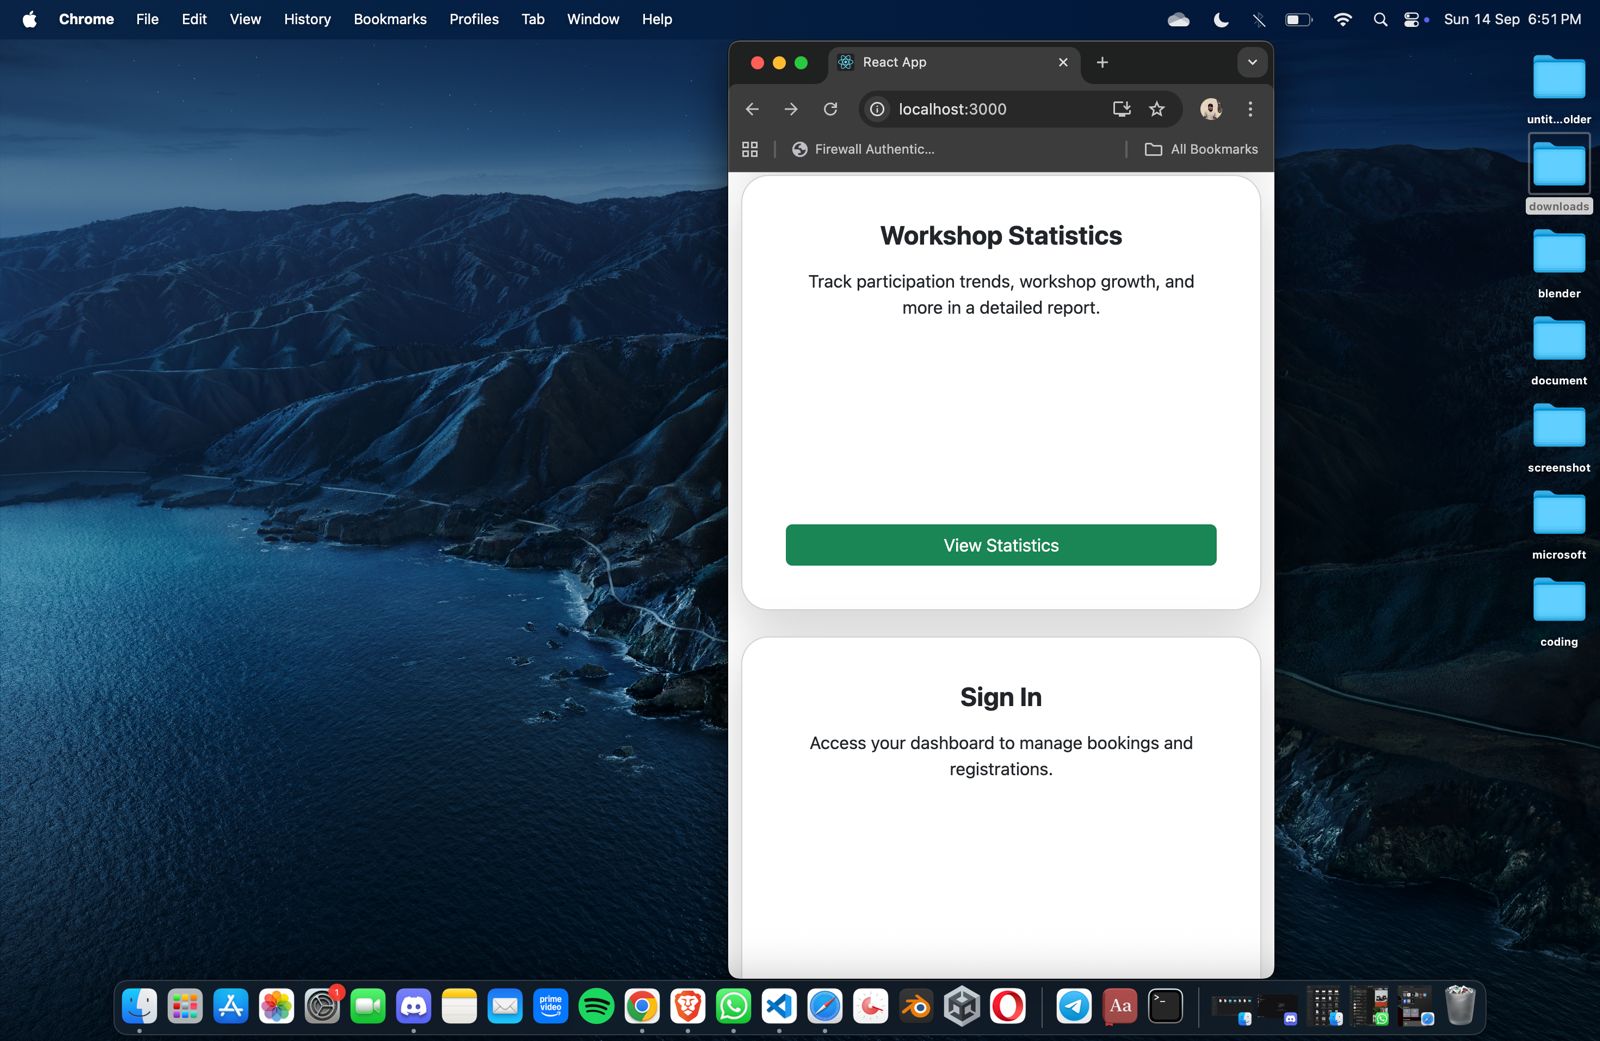 Chrome File Edit View History Bookmarks Profiles Tab Window Help Sun 14 Sep 6:51 PM
React App
localhost:3000
Firewall Authentic... All Bookmarks
Workshop Statistics
Track participation trends, workshop growth, and
more in a detailed report.
View Statistics
Sign In
Access your dashboard to manage bookings and
registrations.
untit...older
downloads
blender
document
screenshot
microsoft
coding
1
prime
video
Aa
>_